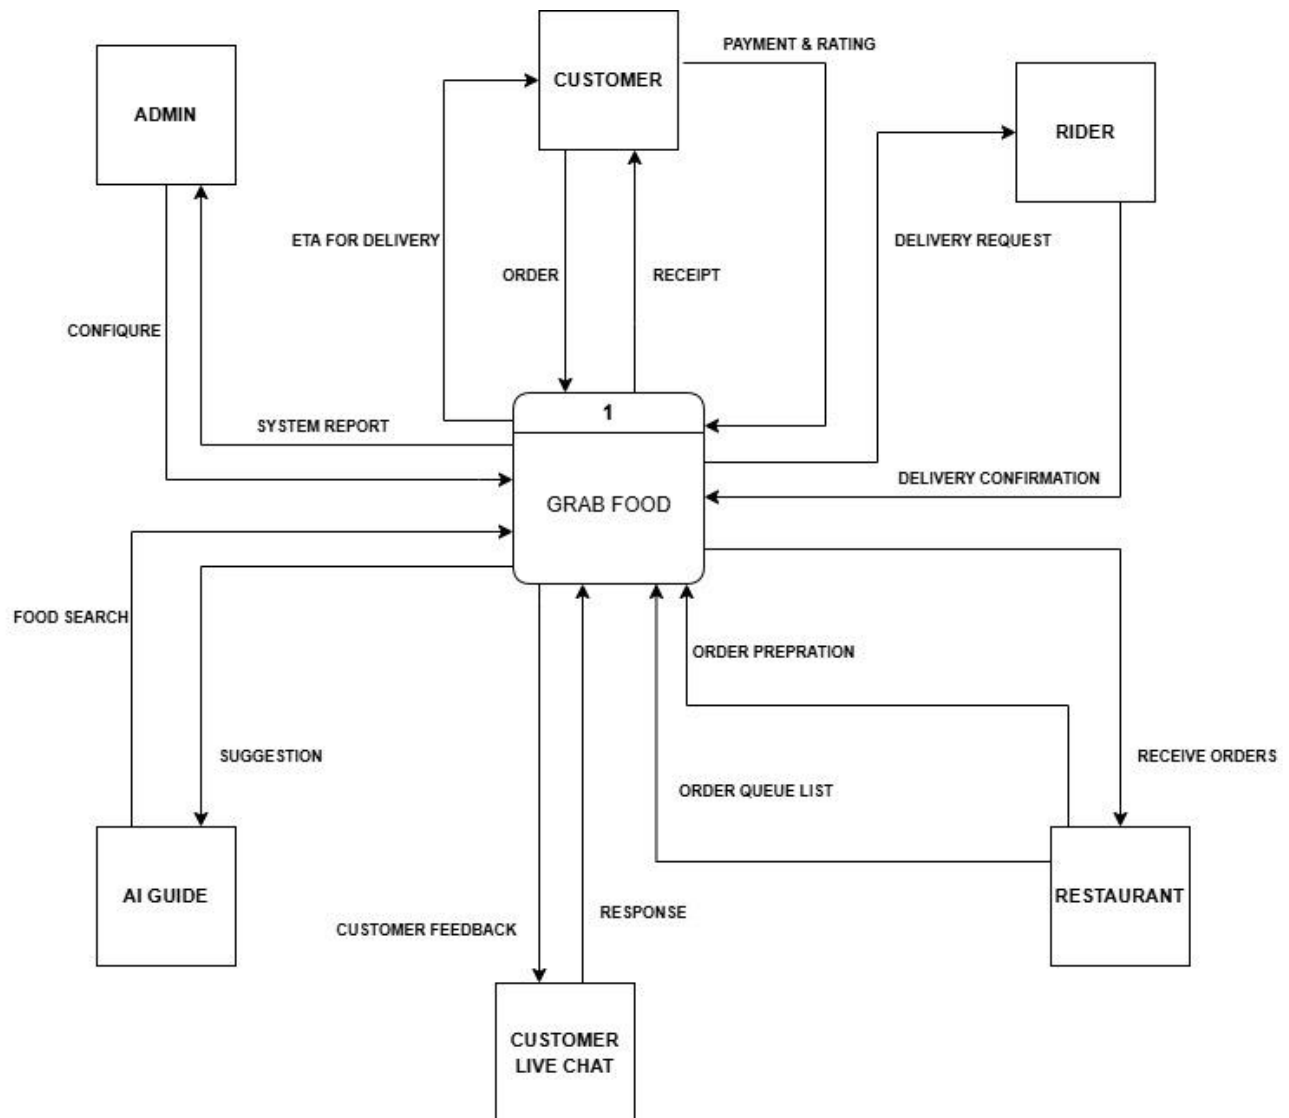 PAYMENT & RATING
CUSTOMER
ADMIN
RIDER
ETA FOR DELIVERY
DELIVERY REQUEST
ORDER
RECEIPT
CONFIQURE
1
SYSTEM REPORT
DELIVERY CONFIRMATION
GRAB FOOD
FOOD SEARCH
ORDER PREPRATION
SUGGESTION
RECEIVE ORDERS
ORDER QUEUE LIST
AI GUIDE
RESTAURANT
RESPONSE
CUSTOMER FEEDBACK
CUSTOMER
LIVE CHAT